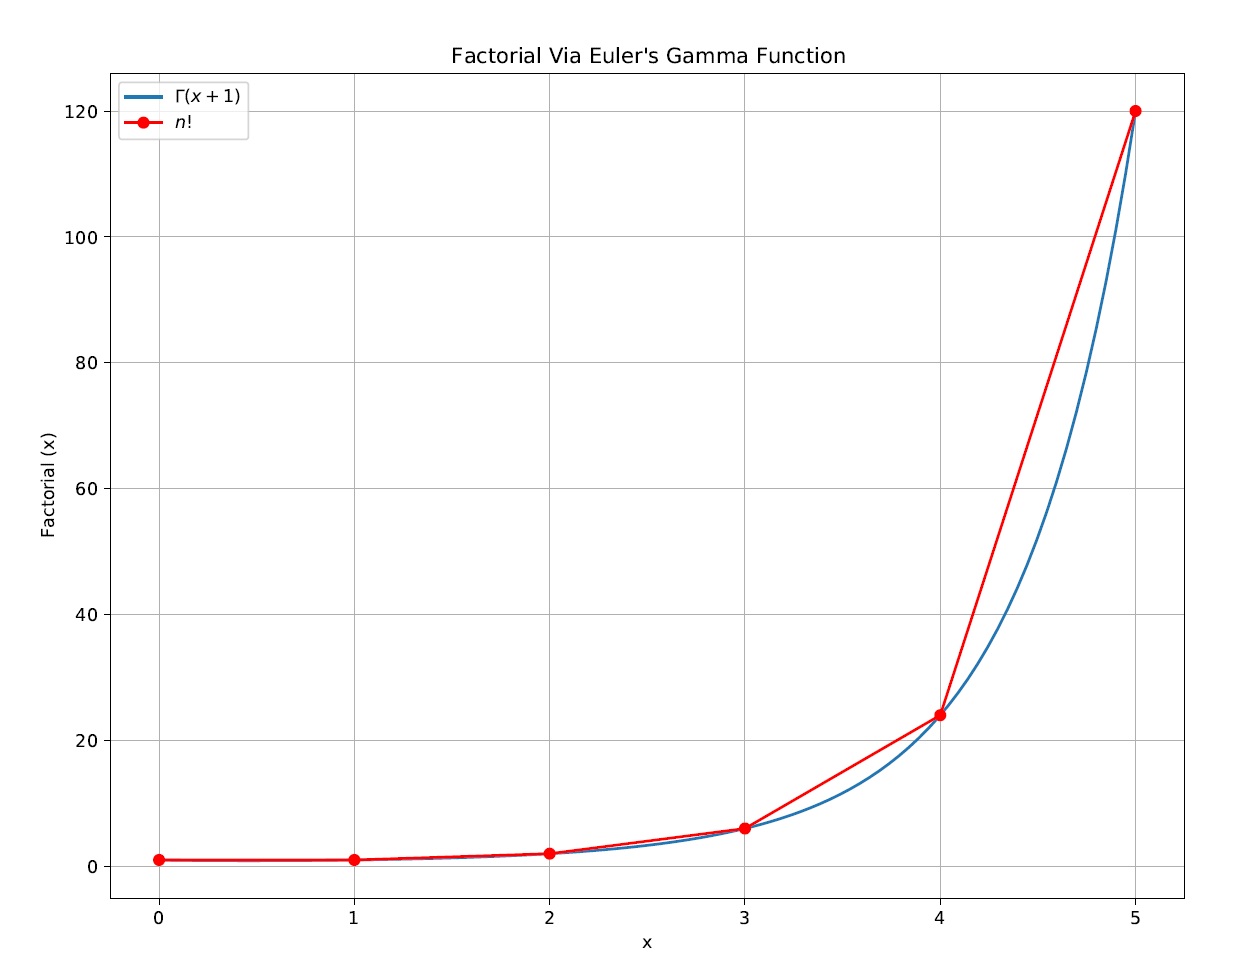 Factorial Via Euler's Gamma Function
Γ(x + 1)
n!
120
100
80
60
40
20
0
Factorial (x)
0 1 2 3 4 5
x